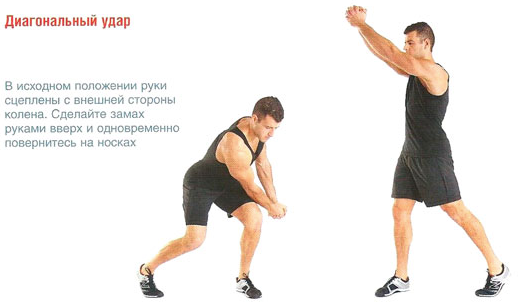 Диагональный удар
В исходном положении руки
сцеплены с внешней стороны
колена. Сделайте замах
руками вверх и одновременно
повернитесь на носках